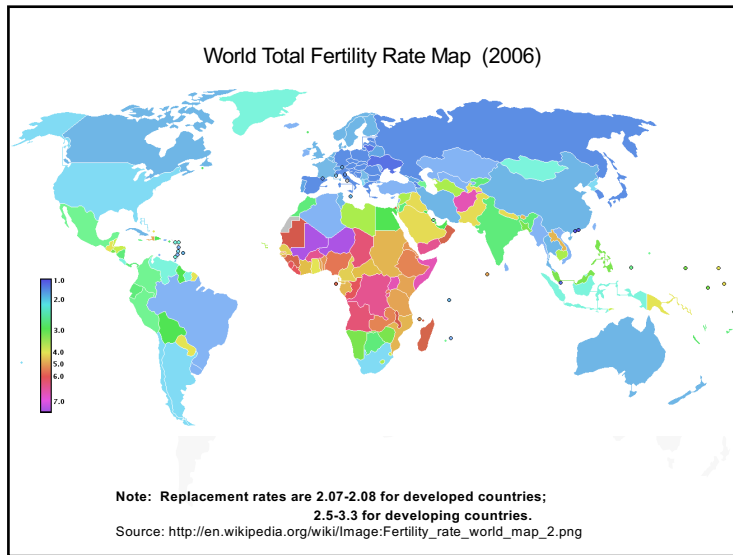 World Total Fertility Rate Map (2006)
1.0
2.0
3.0
4.0
5.0
6.0
7.0
Note: Replacement rates are 2.07-2.08 for developed countries;
2.5-3.3 for developing countries.
Source: http://en.wikipedia.org/wiki/Image:Fertility_rate_world_map_2.png